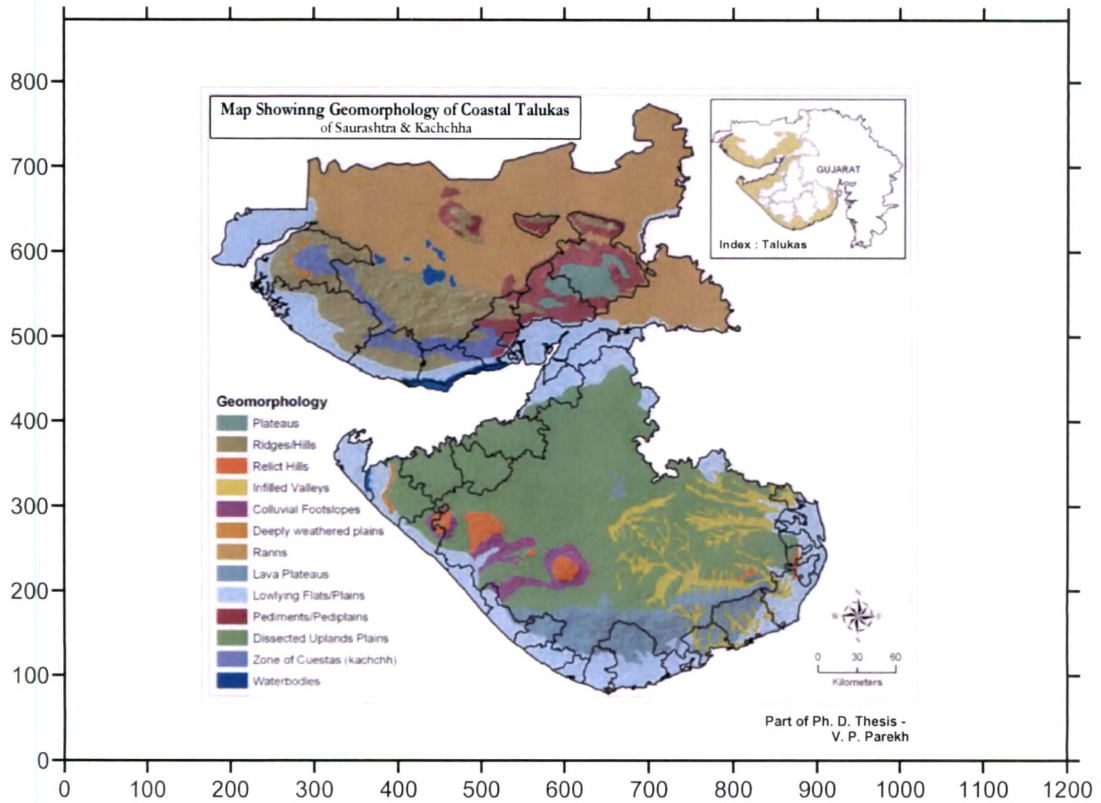 Map Showinng Geomorphology of Coastal Talukas
of Saurashtra & Kachchha
GUJARAT
Index : Talukas
Geomorphology
Plateaus
Ridges/Hills
Relict Hills
Infilled Valleys
Colluvial Footslopes
Deeply weathered plains
Ranns
Lava Plateaus
Lowlying Flats/Plains
Pediments/Pediplains
Dissected Uplands Plains
Zone of Cuestas (kachchh)
Waterbodies
N
W E
S
0 30 60
Kilometers
Part of Ph. D. Thesis -
V. P. Parekh
800
700
600
500
400
300
200
100
0
0 100 200 300 400 500 600 700 800 900 1000 1100 1200